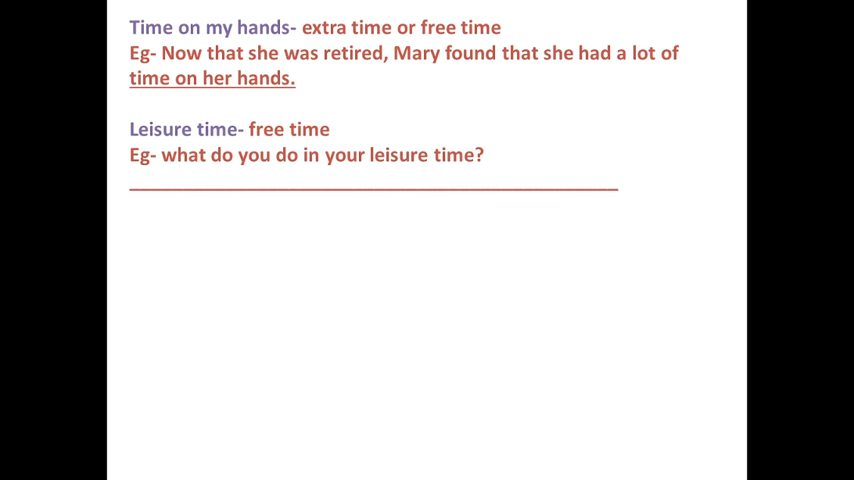 Time on my hands- extra time or free time
Eg- Now that she was retired, Mary found that she had a lot of
time on her hands.
Leisure time- free time
Eg- what do you do in your leisure time?